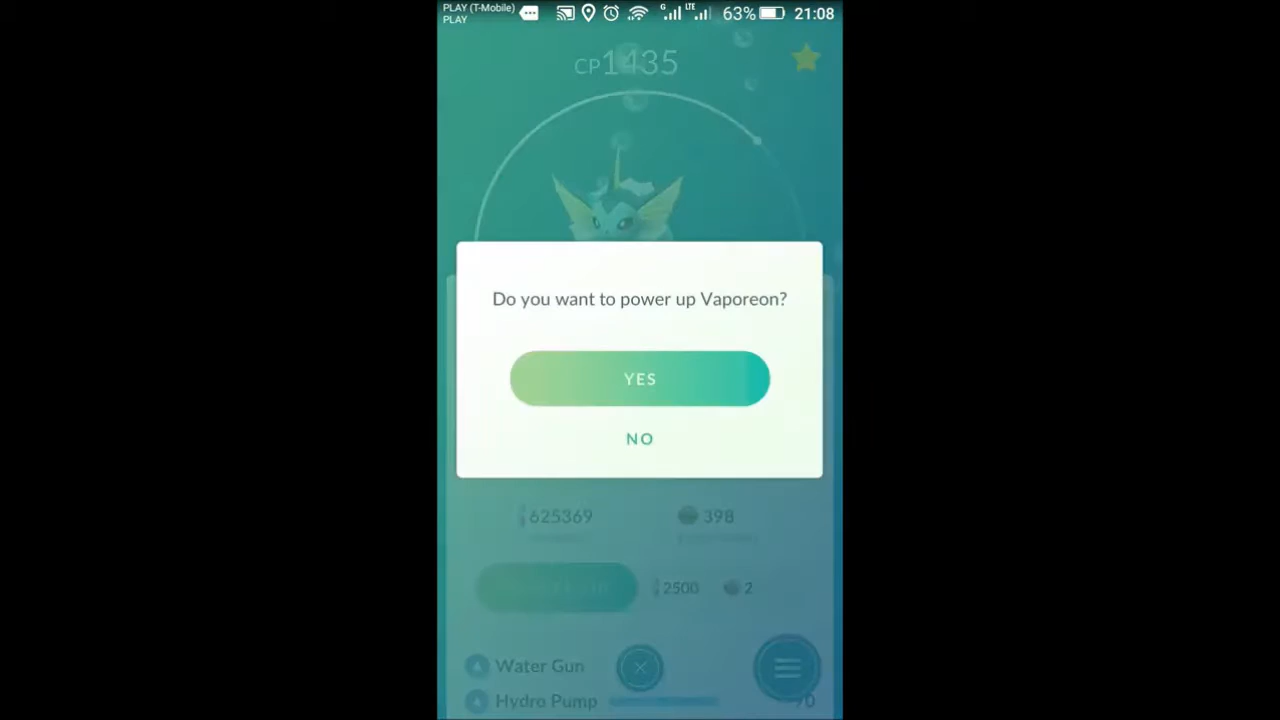 PLAY (T-Mobile) 63% 21:08
PLAY
CP1435
Do you want to power up Vaporeon?
YES
NO
625369 398
2500 2
Water Gun
Hydro Pump 90